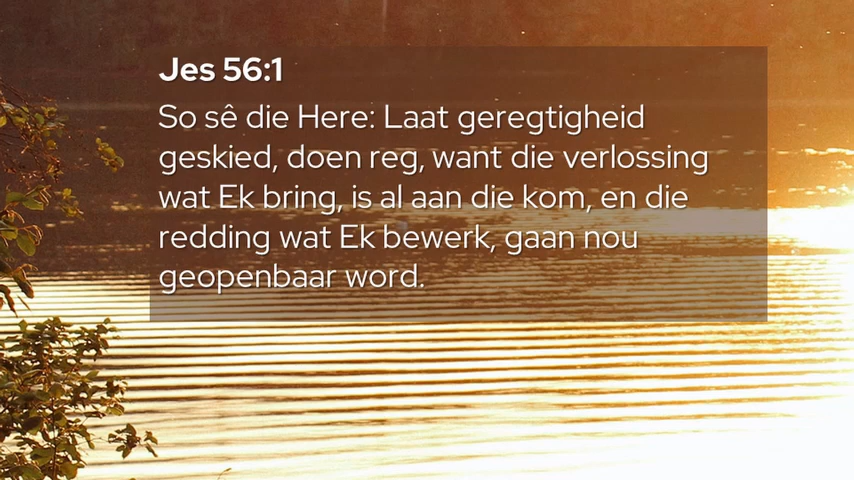 Jes 56:1
So sê die Here: Laat geregtigheid
geskied, doen reg, want die verlossing
wat Ek bring, is al aan die kom, en die
redding wat Ek bewerk, gaan nou
geopenbaar word.